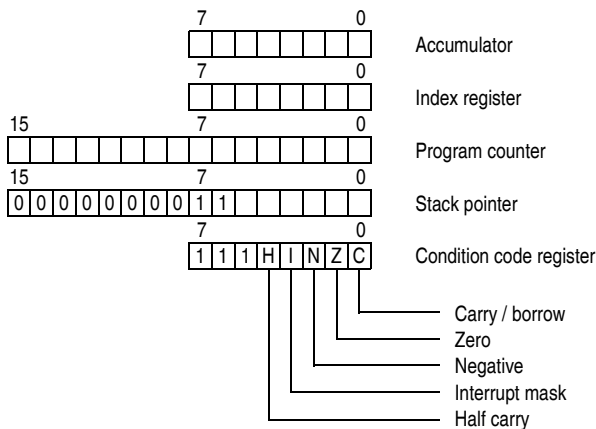 7 0
Accumulator
7 0
Index register
15 7 0
Program counter
15 7 0
0 0 0 0 0 0 0 0 1 1 Stack pointer
7 0
1 1 1 H I N Z C Condition code register
Carry / borrow
Zero
Negative
Interrupt mask
Half carry